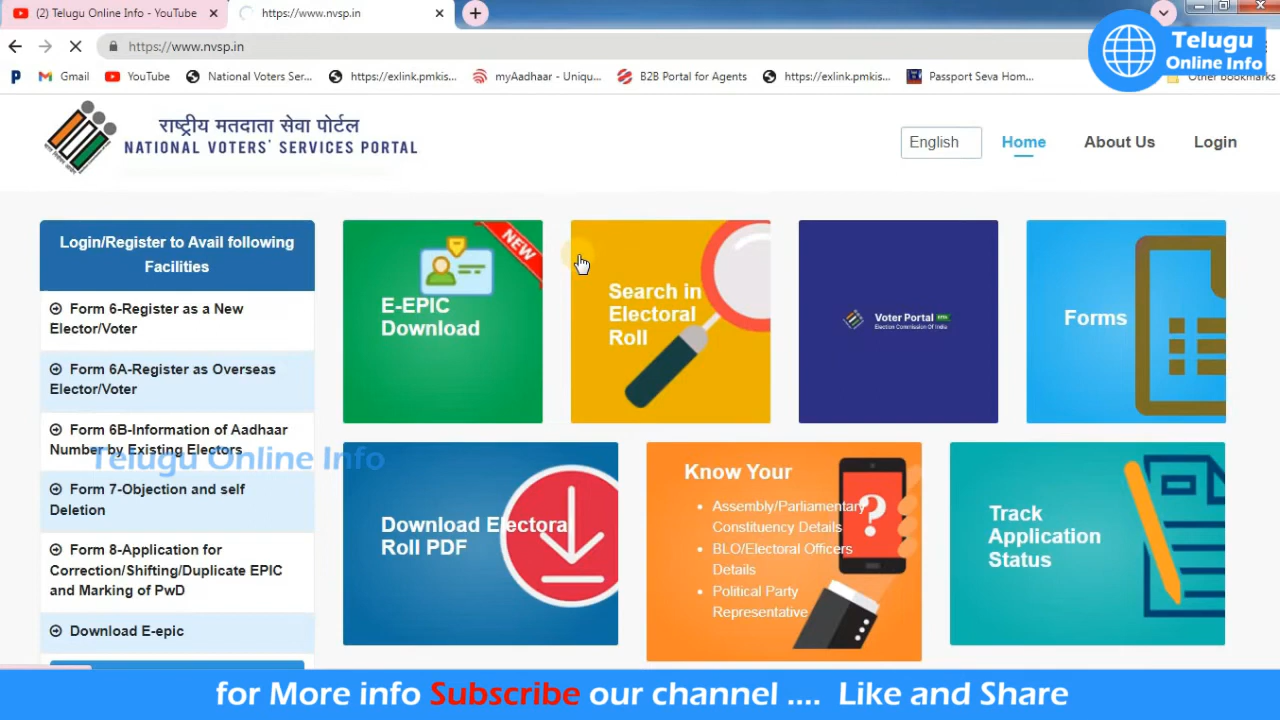 (2) Telugu Online Info - YouTube
https://www.nvsp.in
https://www.nvsp.in
Gmail
YouTube
National Voters Ser...
https://exlink.pmkis...
myAadhaar - Uniqu...
B2B Portal for Agents
https://exlink.pmkis...
Passport Seva Hom...
Other bookmarks
Telugu
Online Info
राष्ट्रीय मतदाता सेवा पोर्टल
NATIONAL VOTERS' SERVICES PORTAL
English
Home
About Us
Login
Login/Register to Avail following
Facilities
Form 6-Register as a New
Elector/Voter
Form 6A-Register as Overseas
Elector/Voter
Form 6B-Information of Aadhaar
Number by Existing Electors
Telugu Online Info
Form 7-Objection and self
Deletion
Form 8-Application for
Correction/Shifting/Duplicate EPIC
and Marking of PwD
Download E-epic
NEW
E-EPIC
Download
Search in
Electoral
Roll
Voter Portal
Election Commission Of India
Forms
Download Electora
Roll PDF
Know Your
Assembly/Parliamentary
Constituency Details
BLO/Electoral Officers
Details
Political Party
Representative
Track
Application
Status
for More info Subscribe our channel .... Like and Share